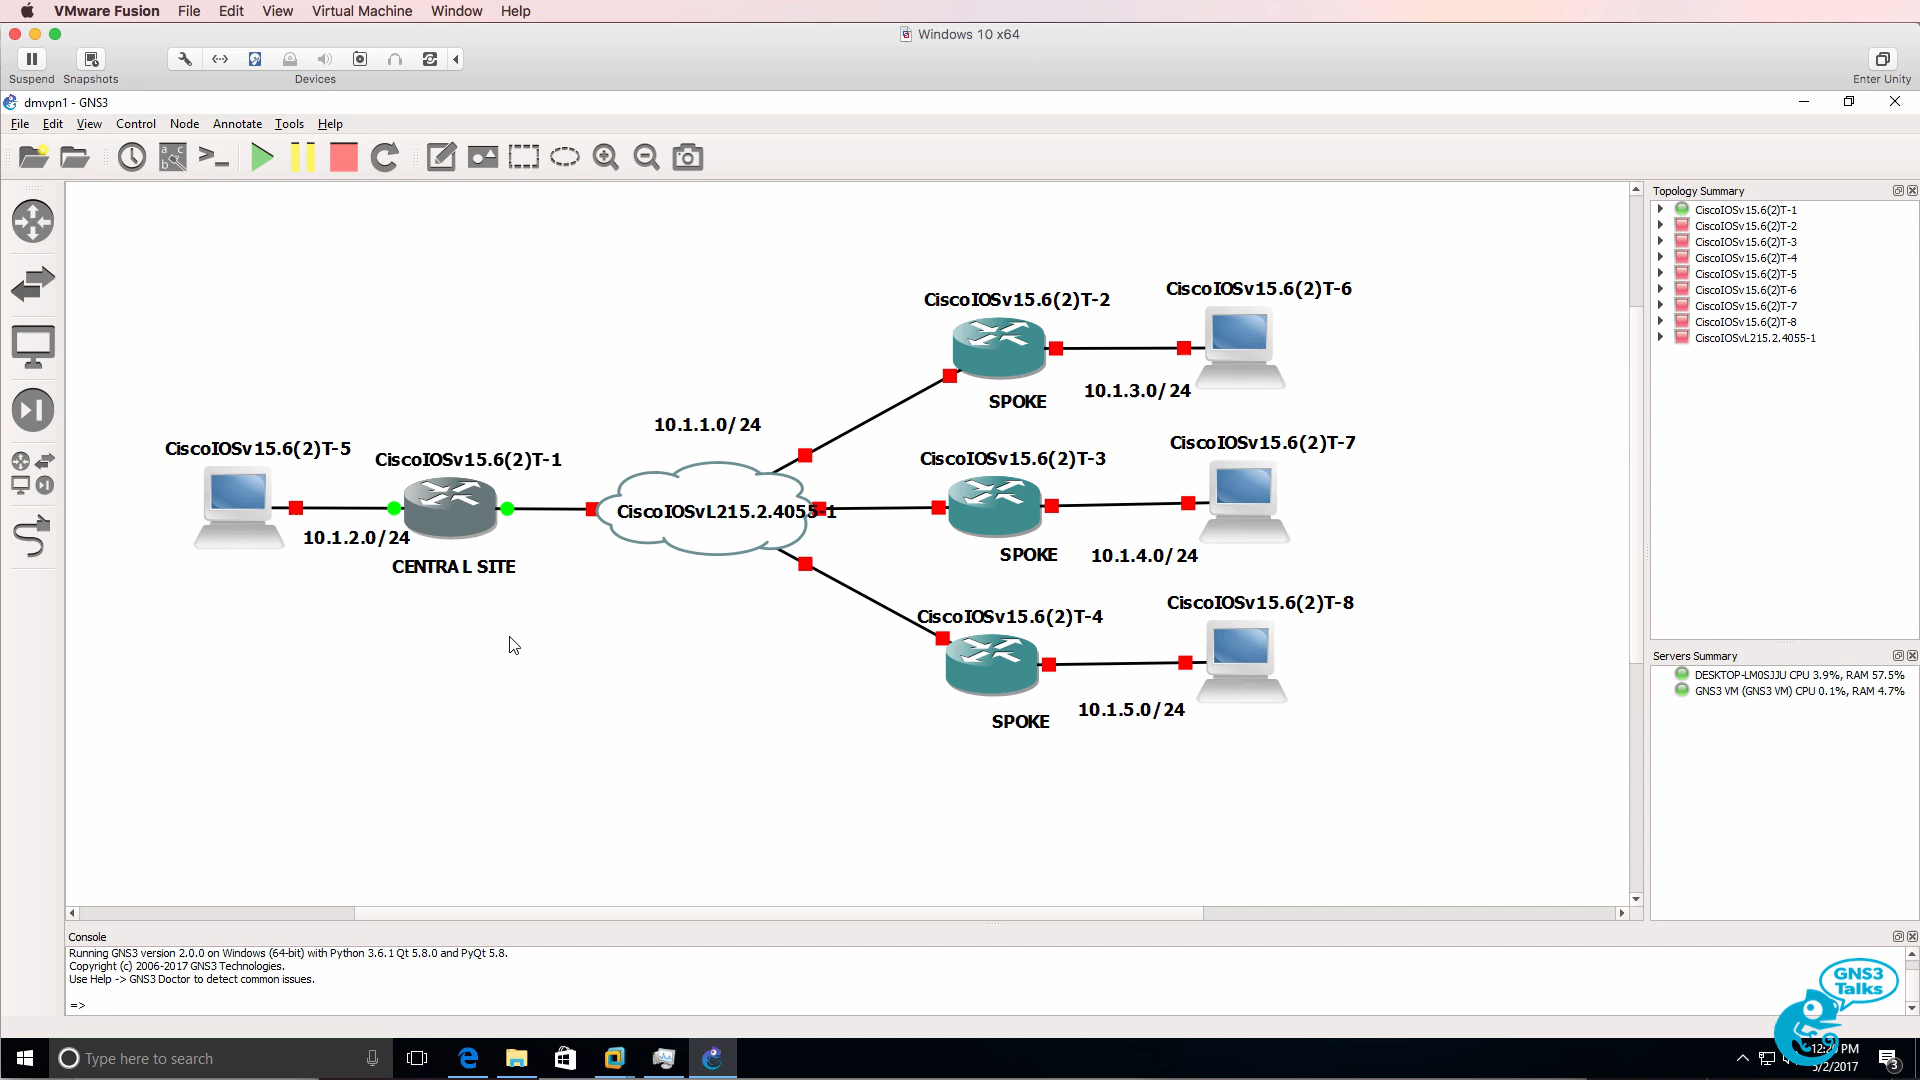 VMware Fusion File Edit View Virtual Machine Window Help
Windows 10 x64
Suspend Snapshots Devices Enter Unity
dmvpn1 - GNS3
File Edit View Control Node Annotate Tools Help
Topology Summary
CiscoIOSv15.6(2)T-1
CiscoIOSv15.6(2)T-2
CiscoIOSv15.6(2)T-3
CiscoIOSv15.6(2)T-4
CiscoIOSv15.6(2)T-5
CiscoIOSv15.6(2)T-6
CiscoIOSv15.6(2)T-7
CiscoIOSv15.6(2)T-8
CiscoIOSvL215.2.4055-1
CiscoIOSv15.6(2)T-2
CiscoIOSv15.6(2)T-6
SPOKE
10.1.3.0/24
10.1.1.0/24
CiscoIOSv15.6(2)T-5
CiscoIOSv15.6(2)T-1
CiscoIOSv15.6(2)T-3
CiscoIOSv15.6(2)T-7
CiscoIOSvL215.2.4055-1
10.1.2.0/24
CENTRAL SITE
SPOKE
10.1.4.0/24
CiscoIOSv15.6(2)T-4
CiscoIOSv15.6(2)T-8
SPOKE
10.1.5.0/24
Servers Summary
DESKTOP-LM0SJJU CPU 3.9%, RAM 57.5%
GNS3 VM (GNS3 VM) CPU 0.1%, RAM 4.7%
Console
Running GNS3 version 2.0.0 on Windows (64-bit) with Python 3.6.1 Qt 5.8.0 and PyQt 5.8.
Copyright (c) 2006-2017 GNS3 Technologies.
Use Help -> GNS3 Doctor to detect common issues.
=>
GNS3
Talks
Type here to search
PM
/2/2017
3